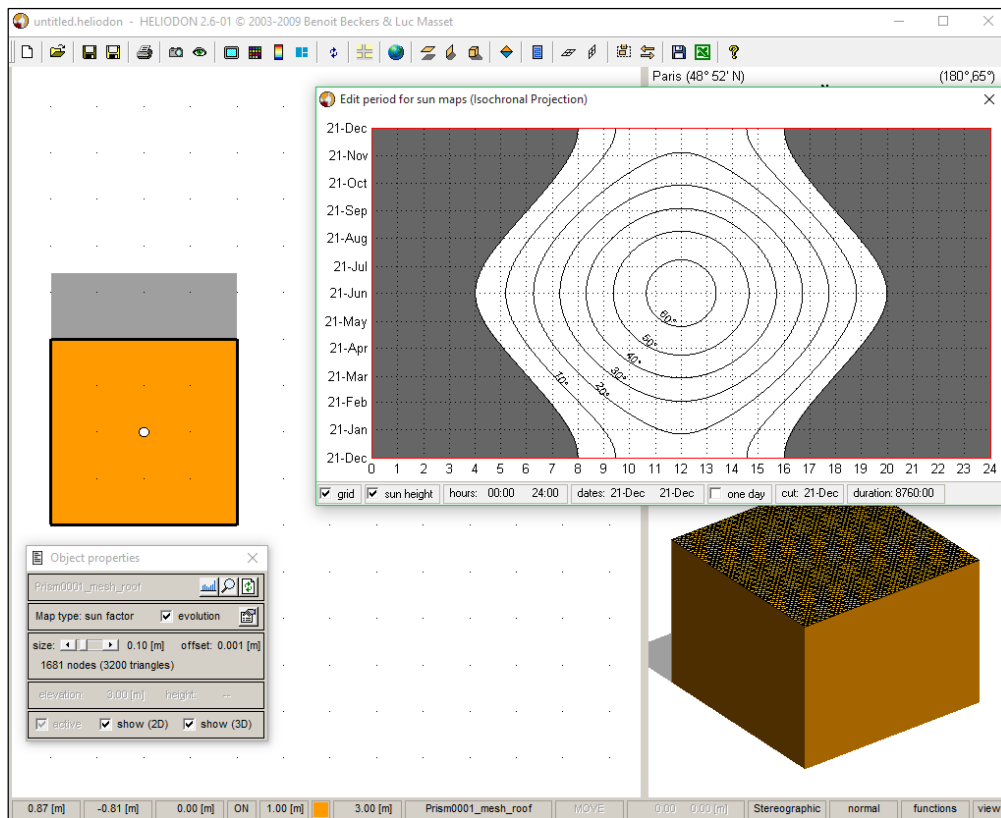 untitled.heliodon - HELIODON 2.6-01 © 2003-2009 Benoit Beckers & Luc Masset
Paris (48° 52' N) (180°,65°)
Edit period for sun maps (Isochronal Projection)
21-Dec
21-Nov
21-Oct
21-Sep
21-Aug
21-Jul
21-Jun
21-May
21-Apr
21-Mar
21-Feb
21-Jan
21-Dec
60°
50°
40°
30°
20°
10°
0 1 2 3 4 5 6 7 8 9 10 11 12 13 14 15 16 17 18 19 20 21 22 23 24
grid sun height hours: 00:00 24:00 dates: 21-Dec 21-Dec one day cut: 21-Dec duration: 8760:00
Object properties
Prism0001_mesh_roof
Map type: sun factor evolution
size: 0.10 [m] offset: 0.001 [m]
1681 nodes (3200 triangles)
elevation: 3.00 [m] height: --
active show (2D) show (3D)
0.87 [m] -0.81 [m] 0.00 [m] ON 1.00 [m] 3.00 [m] Prism0001_mesh_roof MOVE 0.00 0.00 [m] Stereographic normal functions view